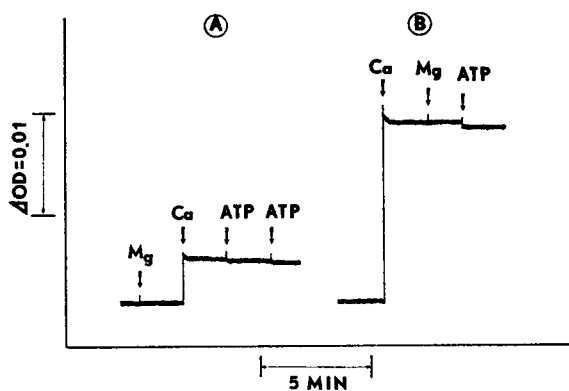 A
B
Ca Mg ATP
ΔOD=0.01
Ca ATP ATP
Mg
5 MIN